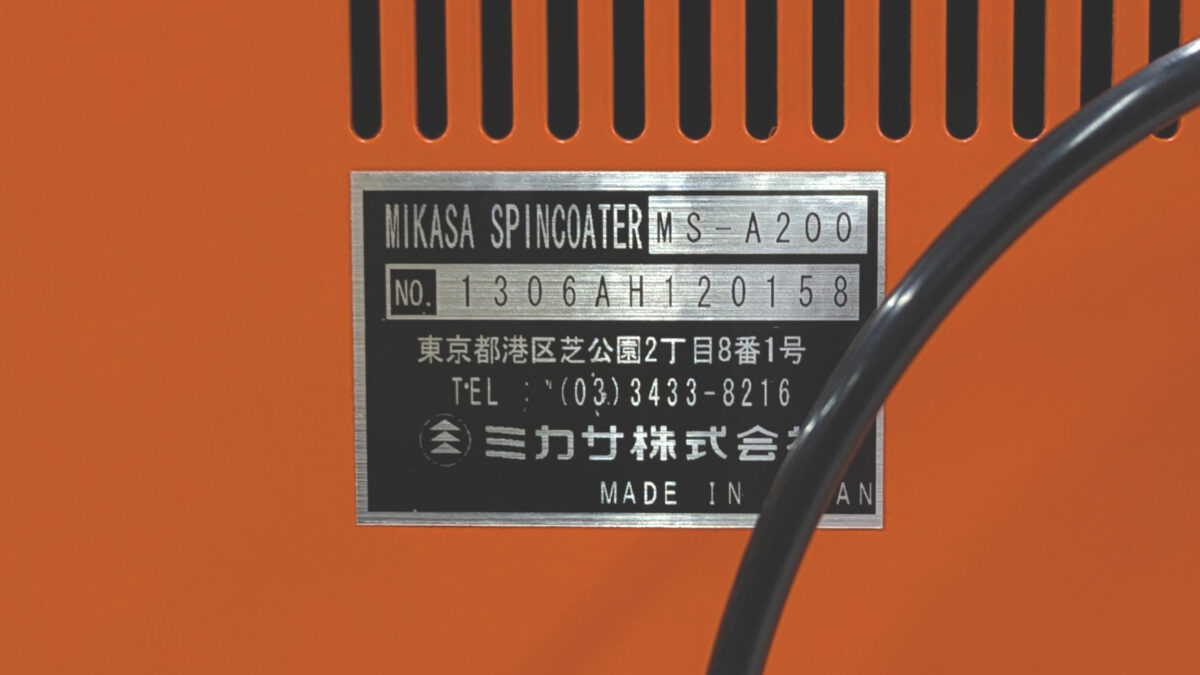 MIKASA SPINCOATER MS-A200
NO. 1306AH120158
東京都港区芝公園2丁目8番1号
TEL : (03)3433-8216
ミカサ株式会
MADE IN AN